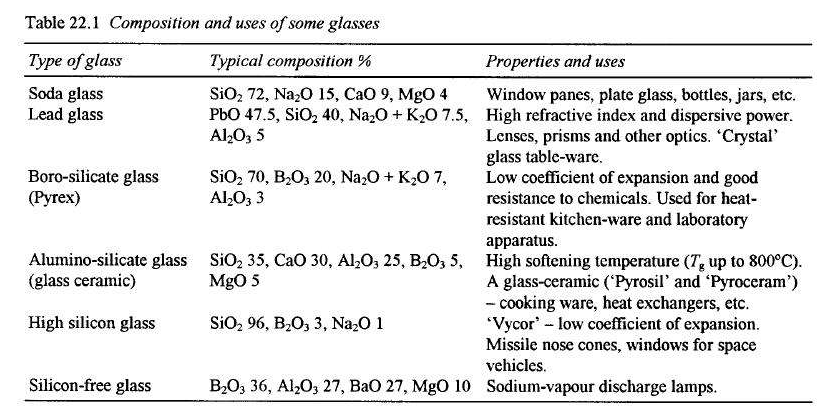 Table 22.1 Composition and uses of some glasses
Type of glass Typical composition % Properties and uses
Soda glass SiO₂ 72, Na₂O 15, CaO 9, MgO 4 Window panes, plate glass, bottles, jars, etc.
Lead glass PbO 47.5, SiO₂ 40, Na₂O + K₂O 7.5, High refractive index and dispersive power.
Al₂O₃ 5 Lenses, prisms and other optics. ‘Crystal’
glass table-ware.
Boro-silicate glass SiO₂ 70, B₂O₃ 20, Na₂O + K₂O 7, Low coefficient of expansion and good
(Pyrex) Al₂O₃ 3 resistance to chemicals. Used for heat-
resistant kitchen-ware and laboratory
apparatus.
Alumino-silicate glass SiO₂ 35, CaO 30, Al₂O₃ 25, B₂O₃ 5, High softening temperature (Tg up to 800°C).
(glass ceramic) MgO 5 A glass-ceramic (‘Pyrosil’ and ‘Pyroceram’)
– cooking ware, heat exchangers, etc.
High silicon glass SiO₂ 96, B₂O₃ 3, Na₂O 1 ‘Vycor’ – low coefficient of expansion.
Missile nose cones, windows for space
vehicles.
Silicon-free glass B₂O₃ 36, Al₂O₃ 27, BaO 27, MgO 10 Sodium-vapour discharge lamps.